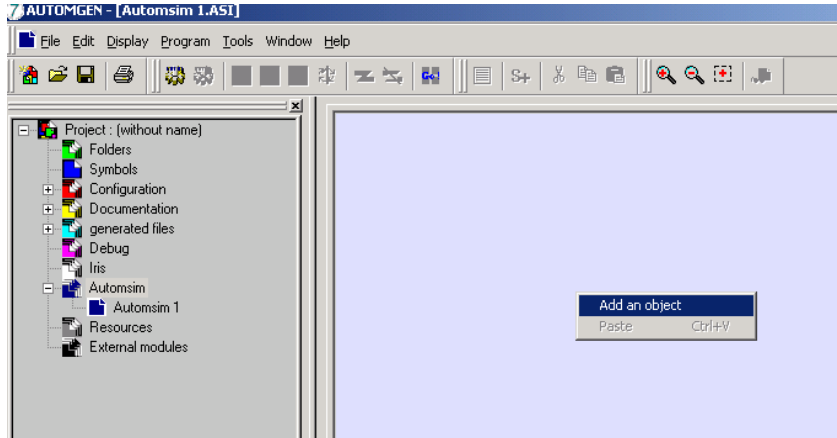 AUTOMGEN - [Automsim 1.ASI]
File Edit Display Program Tools Window Help
Go!
S+
Project : (without name)
Folders
Symbols
Configuration
Documentation
generated files
Debug
Iris
Automsim
Automsim 1
Resources
External modules
Add an object
Paste Ctrl+V